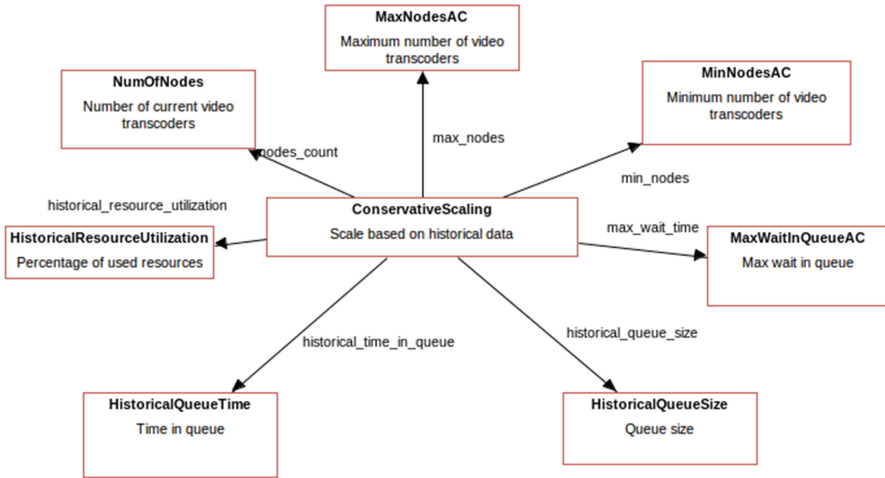 MaxNodesAC
Maximum number of video
transcoders
NumOfNodes
Number of current video
transcoders
MinNodesAC
Minimum number of video
transcoders
nodes_count
max_nodes
min_nodes
historical_resource_utilization
ConservativeScaling
Scale based on historical data
max_wait_time
HistoricalResourceUtilization
Percentage of used resources
MaxWaitInQueueAC
Max wait in queue
historical_time_in_queue
historical_queue_size
HistoricalQueueTime
Time in queue
HistoricalQueueSize
Queue size